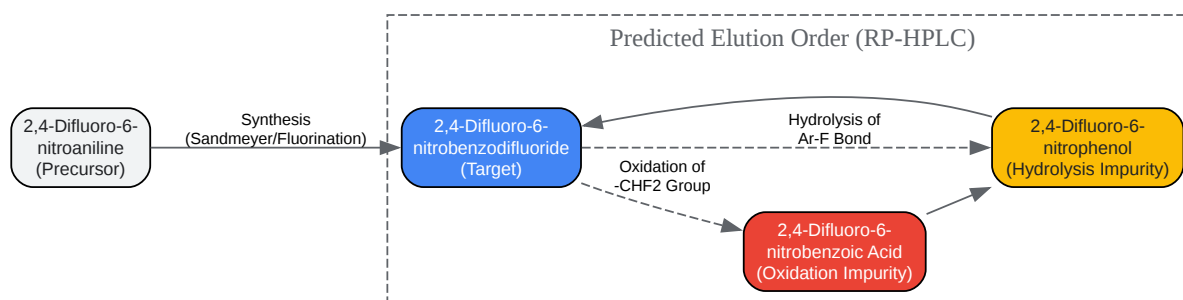 Predicted Elution Order (RP-HPLC)
2,4-Difluoro-6-
nitroaniline
(Precursor)
Synthesis
(Sandmeyer/Fluorination)
2,4-Difluoro-6-
nitrobenzodifluoride
(Target)
Hydrolysis of
Ar-F Bond
2,4-Difluoro-6-
nitrophenol
(Hydrolysis Impurity)
Oxidation of
-CHF2 Group
2,4-Difluoro-6-
nitrobenzoic Acid
(Oxidation Impurity)